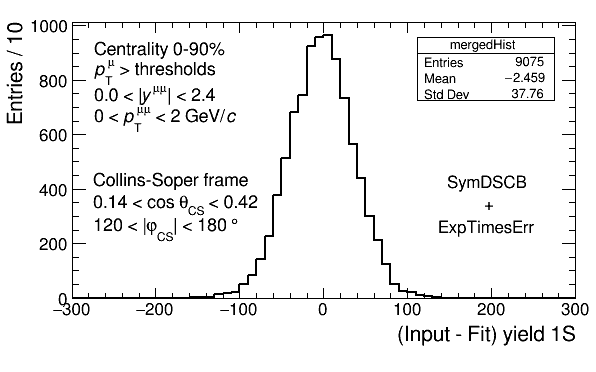 Entries / 10
1000
800
600
400
200
0
Centrality 0-90%
p_T^μ > thresholds
0.0 < |y^μμ| < 2.4
0 < p_T^μμ < 2 GeV/c
Collins-Soper frame
0.14 < cos θ_CS < 0.42
120 < |φ_CS| < 180 °
mergedHist
Entries 9075
Mean −2.459
Std Dev 37.76
SymDSCB
+
ExpTimesErr
−300 −200 −100 0 100 200 300
(Input - Fit) yield 1S